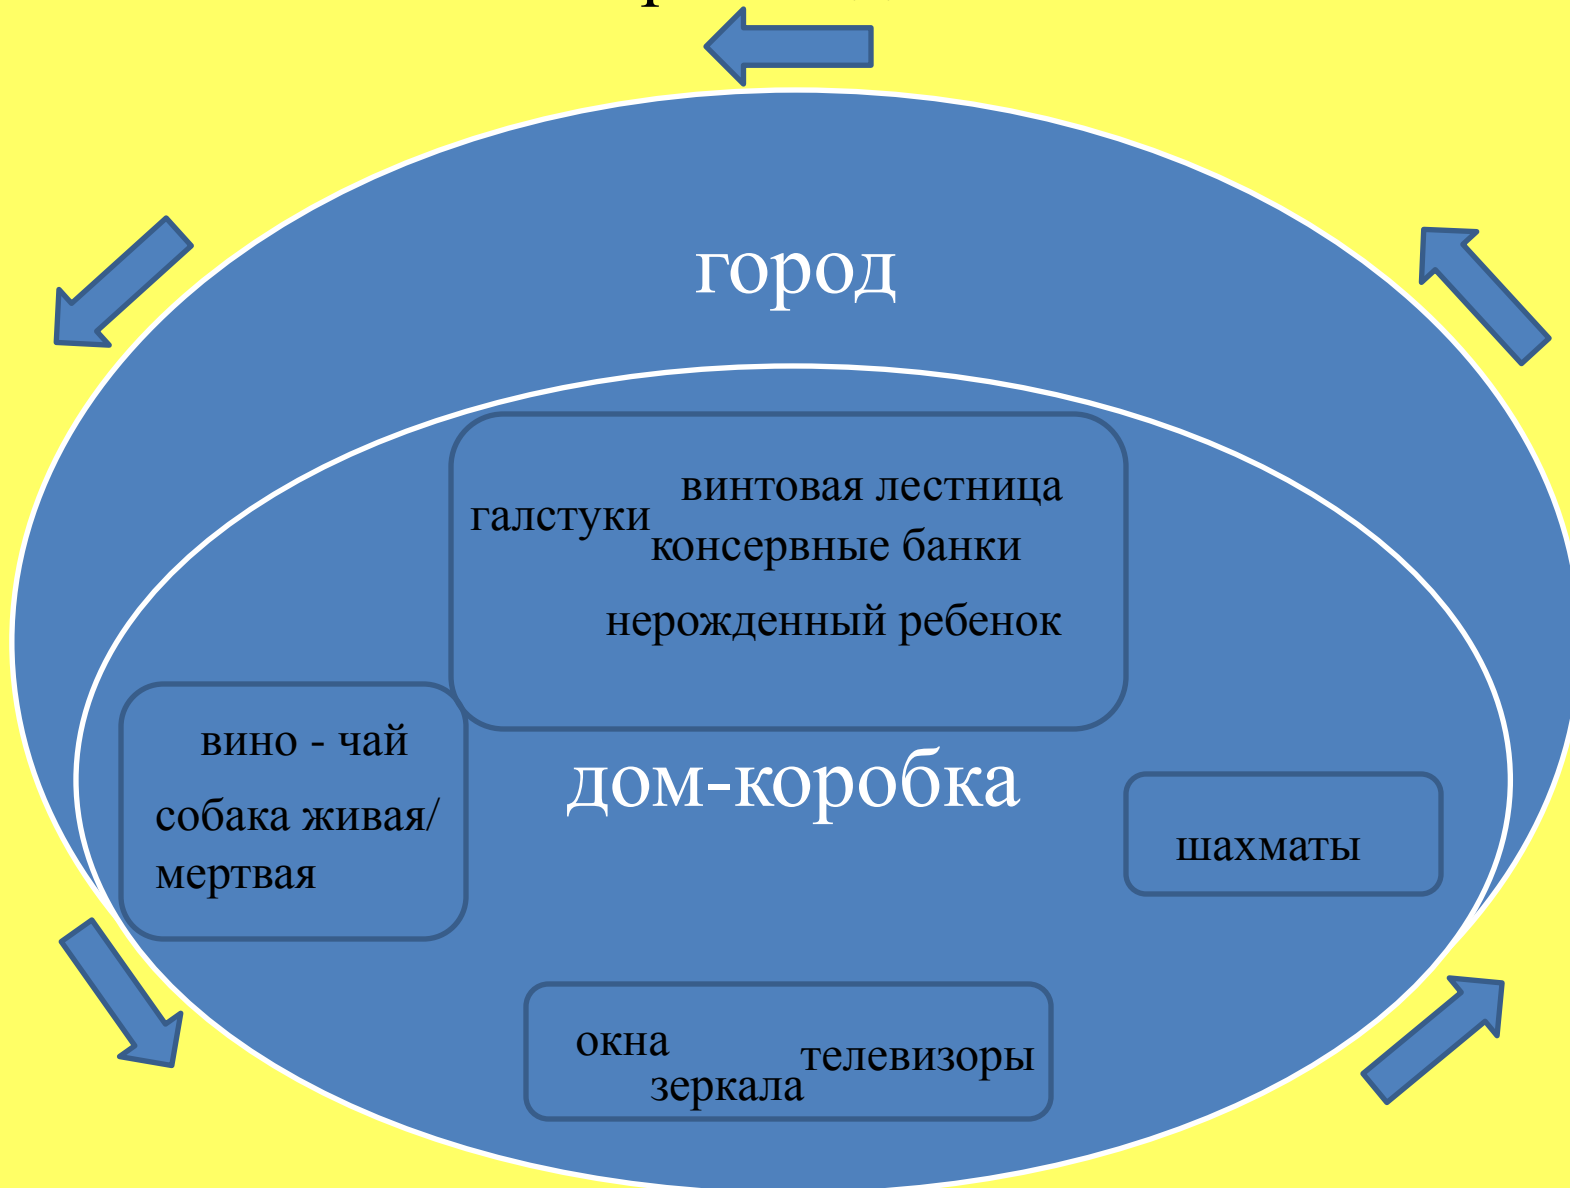 город
винтовая лестница
галстуки
консервные банки
нерожденный ребенок
вино - чай
собака живая/
мертвая
дом-коробка
шахматы
окна
телевизоры
зеркала